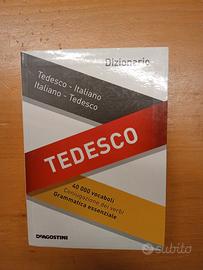 Dizionario
Tedesco - Italiano
Italiano - Tedesco
TEDESCO
40 000 vocaboli
Coniugazione dei verbi
Grammatica essenziale
DeAGOSTINI
subito